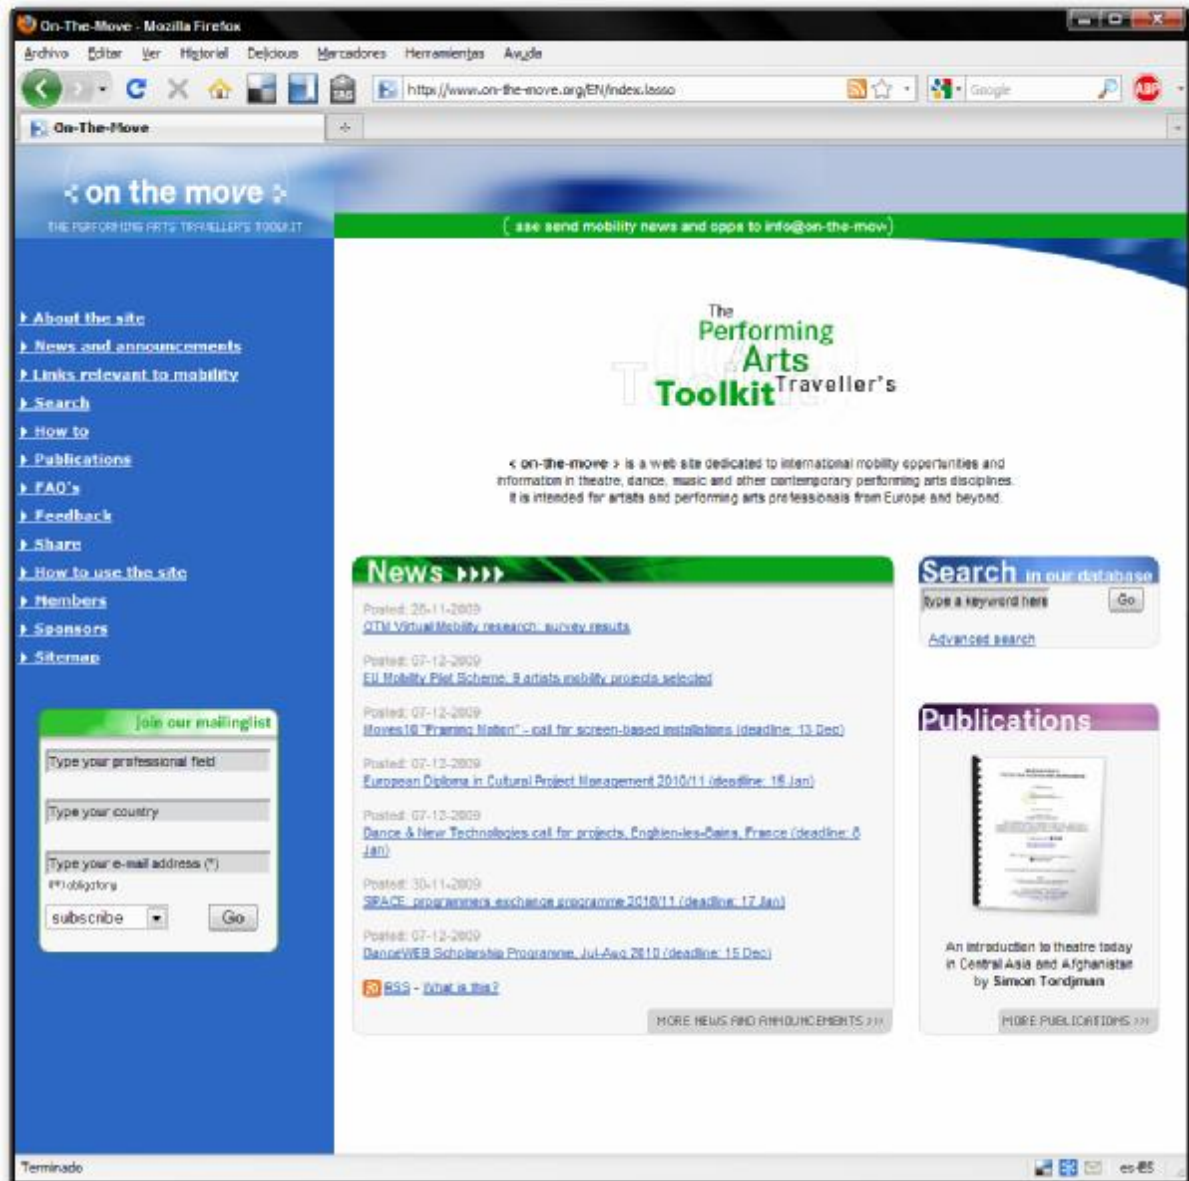 On-The-Move - Mozilla Firefox
Archivo Editar Ver Historial Delicious Marcadores Herramientas Ayuda
http://www.on-the-move.org/EN/index.lasso
Google
ABP
On-The-Move
< on the move >
THE PERFORMING ARTS TRAVELLER'S TOOLKIT
( ase send mobility news and opps to info@on-the-mov )
About the site
News and announcements
Links relevant to mobility
Search
How to
Publications
FAQ's
Feedback
Share
How to use the site
Members
Sponsors
Sitemap
join our mailinglist
Type your professional field
Type your country
Type your e-mail address (*)
(*) obligatory
subscribe
Go
The
Performing
Arts
Toolkit Traveller's
< on-the-move > is a web site dedicated to international mobility opportunities and
information in theatre, dance, music and other contemporary performing arts disciplines.
It is intended for artists and performing arts professionals from Europe and beyond.
News
Posted: 26-11-2009
OTM Virtual Mobility research: survey results
Posted: 07-12-2009
EU Mobility Pilot Scheme, 9 artists mobility projects selected
Posted: 07-12-2009
Moves10 "Framing Motion" - call for screen-based installations (deadline: 13 Dec)
Posted: 07-12-2009
European Diploma in Cultural Project Management 2010/11 (deadline: Jan)
Posted: 07-12-2009
Dance & New Technologies call for projects, Enghien-les-Bains, France (deadline:
Jan)
Posted: 30-11-2009
SPACE: programmers exchange programme 2010/11 (deadline: 17 Jan)
Posted: 07-12-2009
DanceWEB Scholarship Programme, Jul-Aug 2010 (deadline: 15 Dec)
RSS - What is this?
MORE NEWS AND ANNOUNCEMENTS >>>
Search in our database
type a keyword here
Go
Advanced search
Publications
An introduction to theatre today
in Central Asia and Afghanistan
by Simon Tordjman
MORE PUBLICATIONS >>>
Terminado
es-ES